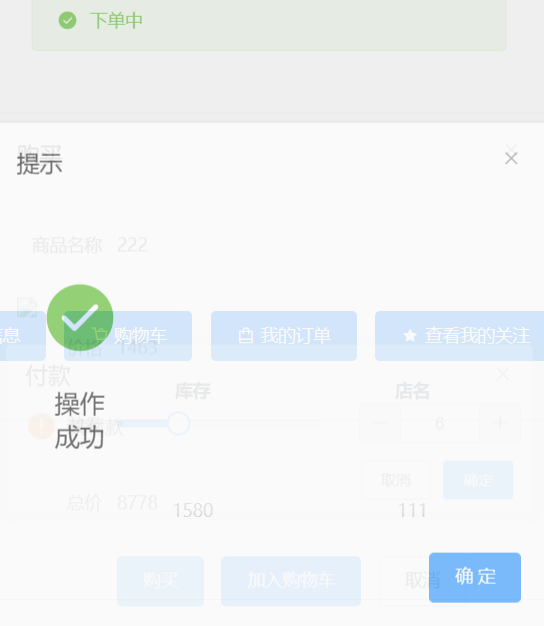 下单中
购买
提示
商品名称 222
购物车
我的订单
查看我的关注
价格 1463
付款
库存
店名
操作
成功
6
取消
确定
总价 8778
1580
111
购买
加入购物车
取消
确定